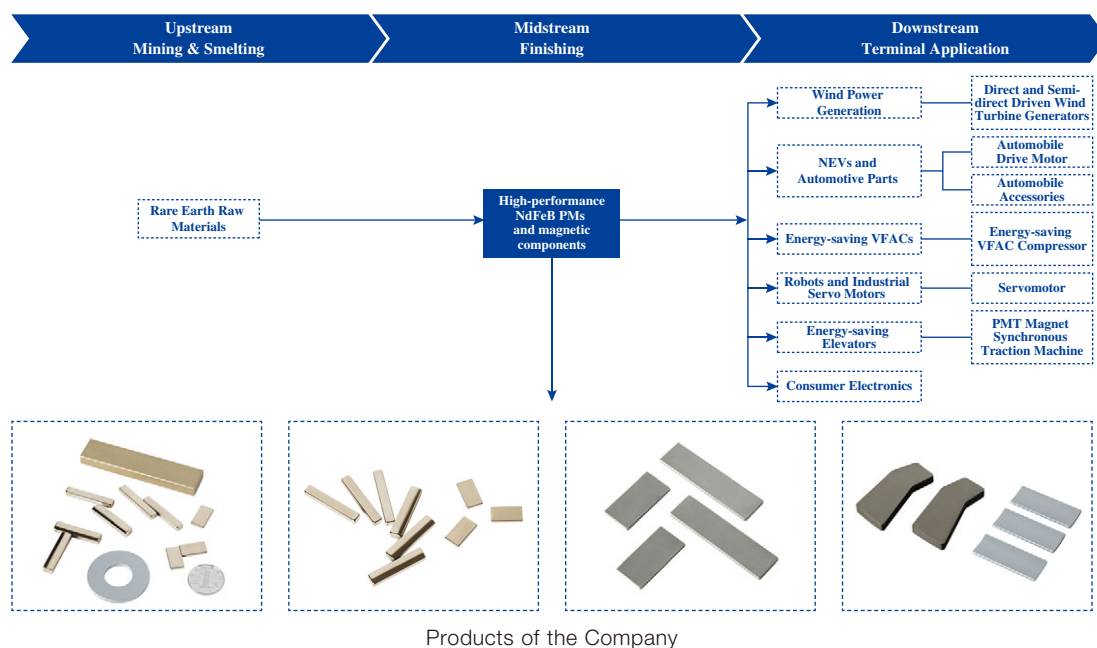 Upstream
Mining & Smelting
Midstream
Finishing
Downstream
Terminal Application
Rare Earth Raw
Materials
High-performance
NdFeB PMs
and magnetic
components
Wind Power
Generation
Direct and Semi-
direct Driven Wind
Turbine Generators
NEVs and
Automotive Parts
Automobile
Drive Motor
Automobile
Accessories
Energy-saving VFACs
Energy-saving
VFAC Compressor
Robots and Industrial
Servo Motors
Servomotor
Energy-saving
Elevators
PMT Magnet
Synchronous
Traction Machine
Consumer Electronics
Products of the Company